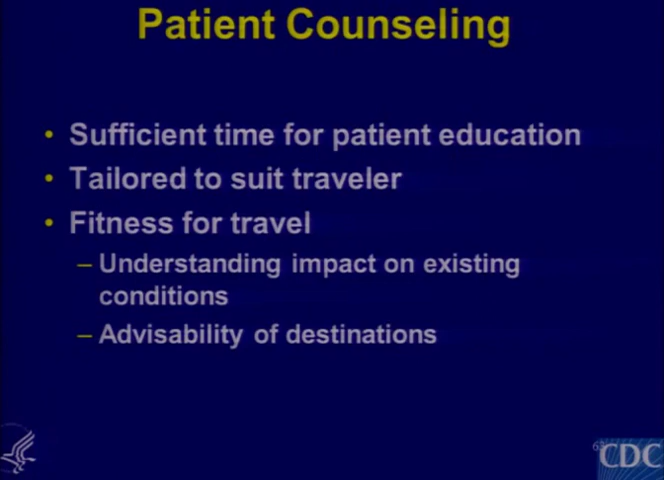 Patient Counseling
• Sufficient time for patient education
• Tailored to suit traveler
• Fitness for travel
– Understanding impact on existing
conditions
– Advisability of destinations
CDC